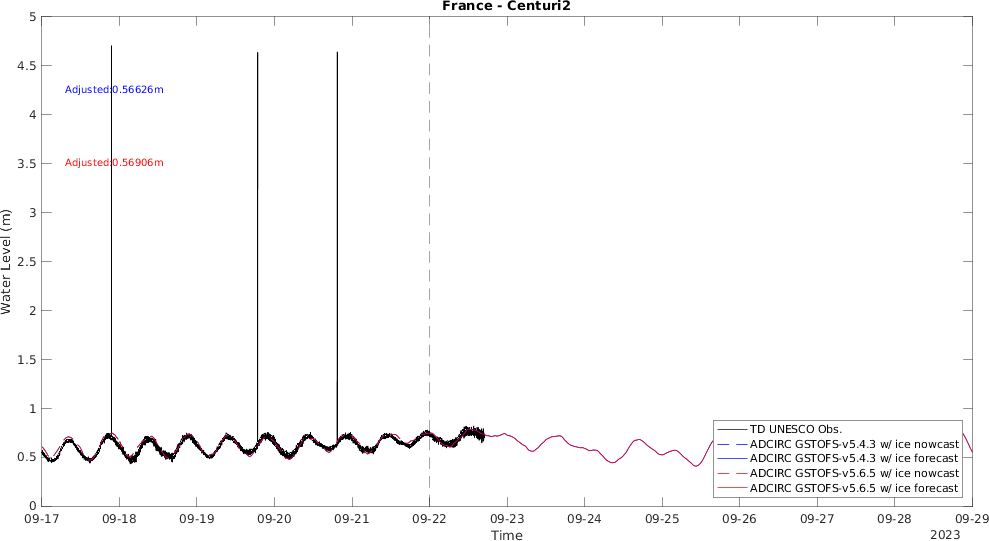 France - Centuri2
5
4.5
4
3.5
3
2.5
2
1.5
1
0.5
0
Water Level (m)
Adjusted:0.56626m
Adjusted:0.56906m
TD UNESCO Obs.
ADCIRC GSTOFS-v5.4.3 w/ ice nowcast
ADCIRC GSTOFS-v5.4.3 w/ ice forecast
ADCIRC GSTOFS-v5.6.5 w/ ice nowcast
ADCIRC GSTOFS-v5.6.5 w/ ice forecast
09-17 09-18 09-19 09-20 09-21 09-22 09-23 09-24 09-25 09-26 09-27 09-28 09-29
Time
2023